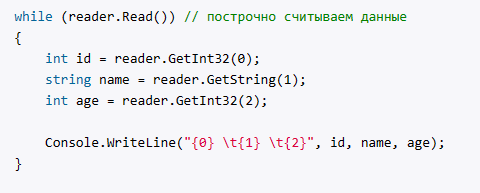 while (reader.Read()) // построчно считываем данные
{
    int id = reader.GetInt32(0);
    string name = reader.GetString(1);
    int age = reader.GetInt32(2);

    Console.WriteLine("{0} \t{1} \t{2}", id, name, age);
}